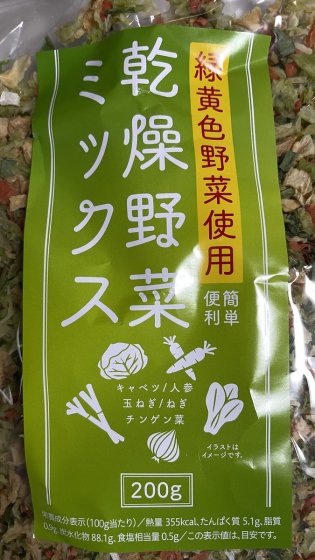 緑黄色野菜使用
乾燥野菜
ミックス
簡単
便利
キャベツ/人参
玉ねぎ/ねぎ
チンゲン菜
イラストは
イメージです。
200g
栄養成分表示(100g当たり)/熱量 355kcal、たんぱく質 5.1g、脂質
0.9g、炭水化物 88.1g、食塩相当量 0.5g/この表示値は、目安です。